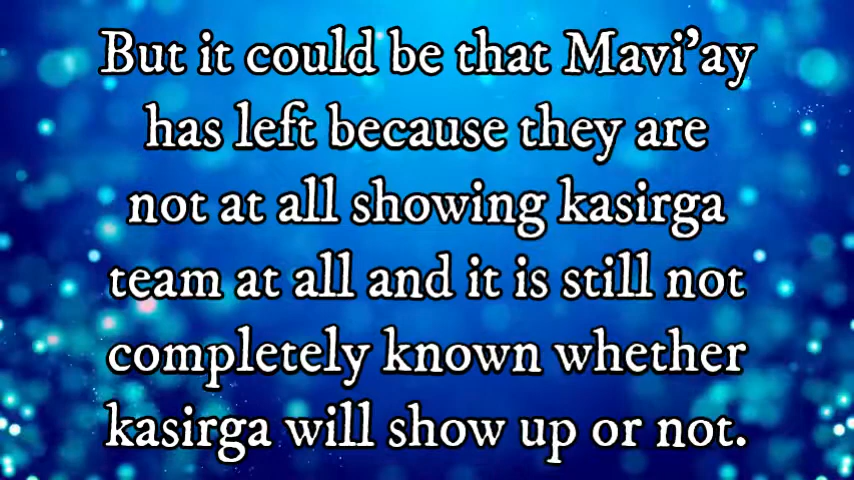 But it could be that Mavi’ay
has left because they are
not at all showing kasirga
team at all and it is still not
completely known whether
kasirga will show up or not.